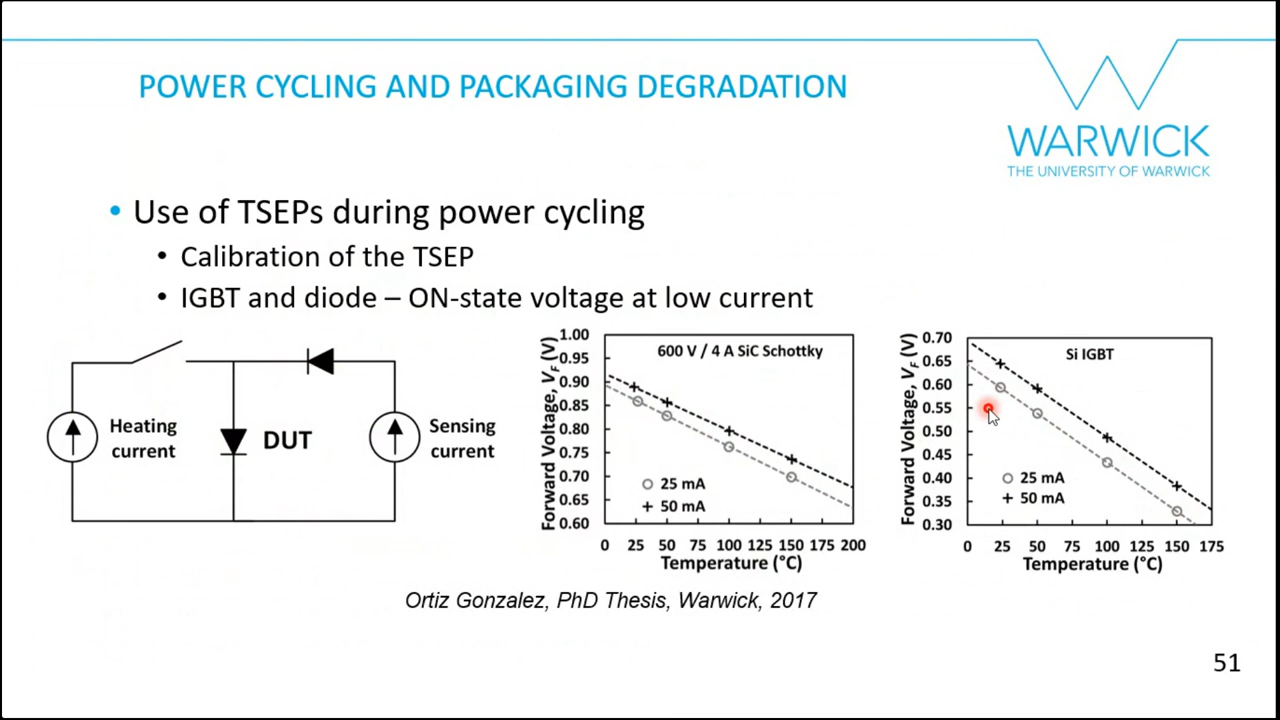 POWER CYCLING AND PACKAGING DEGRADATION
WARWICK
THE UNIVERSITY OF WARWICK
• Use of TSEPs during power cycling
• Calibration of the TSEP
• IGBT and diode – ON-state voltage at low current
Heating
current
DUT
Sensing
current
Forward Voltage, VF (V)
1.00
0.95
0.90
0.85
0.80
0.75
0.70
0.65
0.60
600 V / 4 A SiC Schottky
25 mA
50 mA
0 25 50 75 100 125 150 175 200
Temperature (°C)
Forward Voltage, VF (V)
0.70
0.65
0.60
0.55
0.50
0.45
0.40
0.35
0.30
Si IGBT
25 mA
50 mA
0 25 50 75 100 125 150 175
Temperature (°C)
Ortiz Gonzalez, PhD Thesis, Warwick, 2017
51